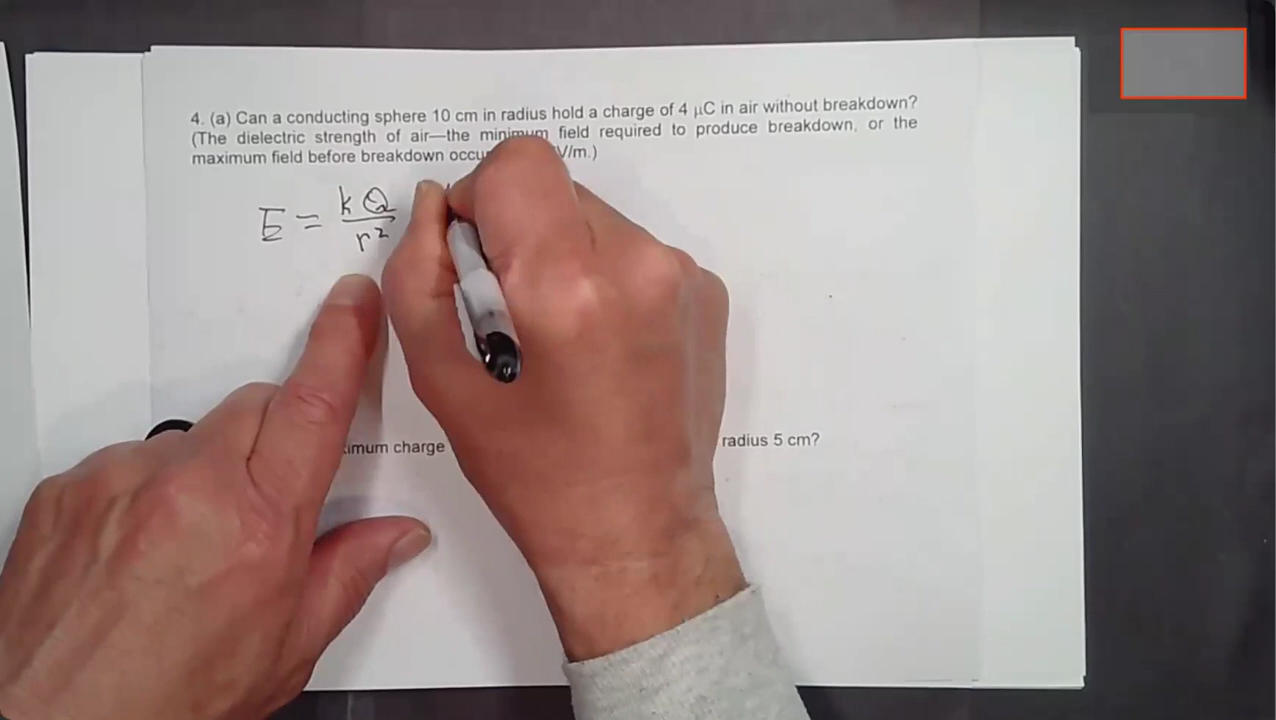 4. (a) Can a conducting sphere 10 cm in radius hold a charge of 4 μC in air without breakdown?
(The dielectric strength of air—the minimum field required to produce breakdown, or the
maximum field before breakdown V/m.)
E = kQ / r²
charge radius 5 cm?